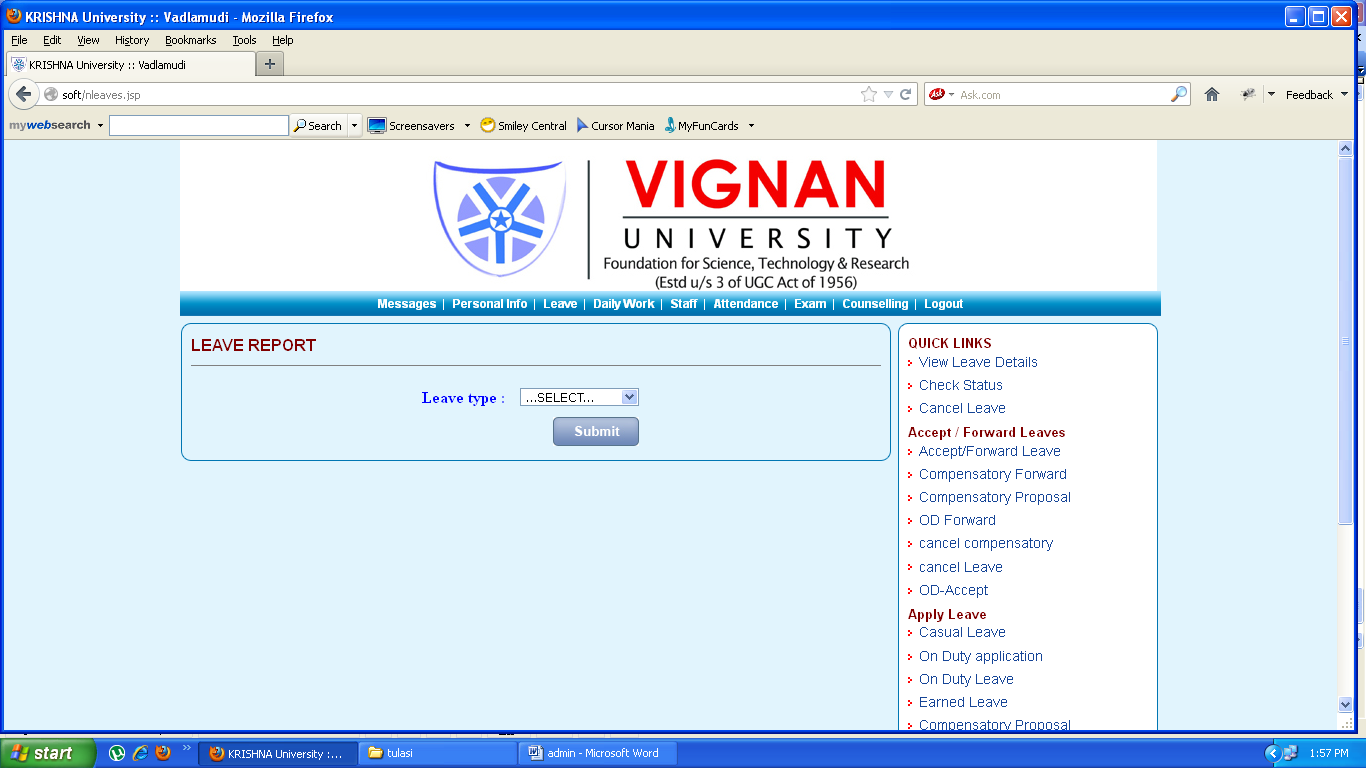 KRISHNA University :: Vadlamudi - Mozilla Firefox
File Edit View History Bookmarks Tools Help
KRISHNA University :: Vadlamudi
soft/nleaves.jsp Ask Ask.com Feedback
mywebsearch Search Screensavers Smiley Central Cursor Mania MyFunCards
VIGNAN
UNIVERSITY
Foundation for Science, Technology & Research
(Estd u/s 3 of UGC Act of 1956)
Messages | Personal Info | Leave | Daily Work | Staff | Attendance | Exam | Counselling | Logout
LEAVE REPORT
Leave type : ...SELECT...
Submit
QUICK LINKS
View Leave Details
Check Status
Cancel Leave
Accept / Forward Leaves
Accept/Forward Leave
Compensatory Forward
Compensatory Proposal
OD Forward
cancel compensatory
cancel Leave
OD-Accept
Apply Leave
Casual Leave
On Duty application
On Duty Leave
Earned Leave
Compensatory Proposal
start KRISHNA University :... tulasi admin - Microsoft Word 1:57 PM